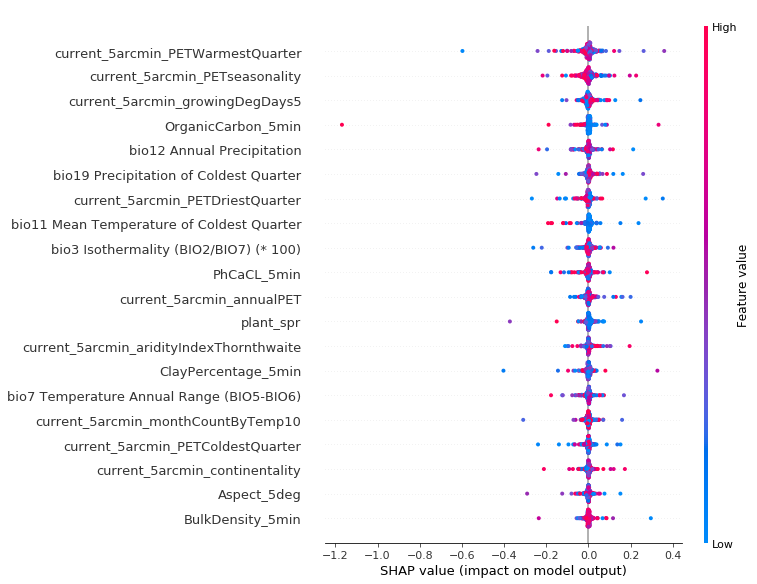 High
current_5arcmin_PETWarmestQuarter
current_5arcmin_PETseasonality
current_5arcmin_growingDegDays5
OrganicCarbon_5min
bio12 Annual Precipitation
bio19 Precipitation of Coldest Quarter
current_5arcmin_PETDriestQuarter
bio11 Mean Temperature of Coldest Quarter
bio3 Isothermality (BIO2/BIO7) (* 100)
PhCaCL_5min
current_5arcmin_annualPET
plant_spr
current_5arcmin_aridityIndexThornthwaite
ClayPercentage_5min
bio7 Temperature Annual Range (BIO5-BIO6)
current_5arcmin_monthCountByTemp10
current_5arcmin_PETColdestQuarter
current_5arcmin_continentality
Aspect_5deg
BulkDensity_5min
Feature value
Low
−1.2 −1.0 −0.8 −0.6 −0.4 −0.2 0.0 0.2 0.4
SHAP value (impact on model output)